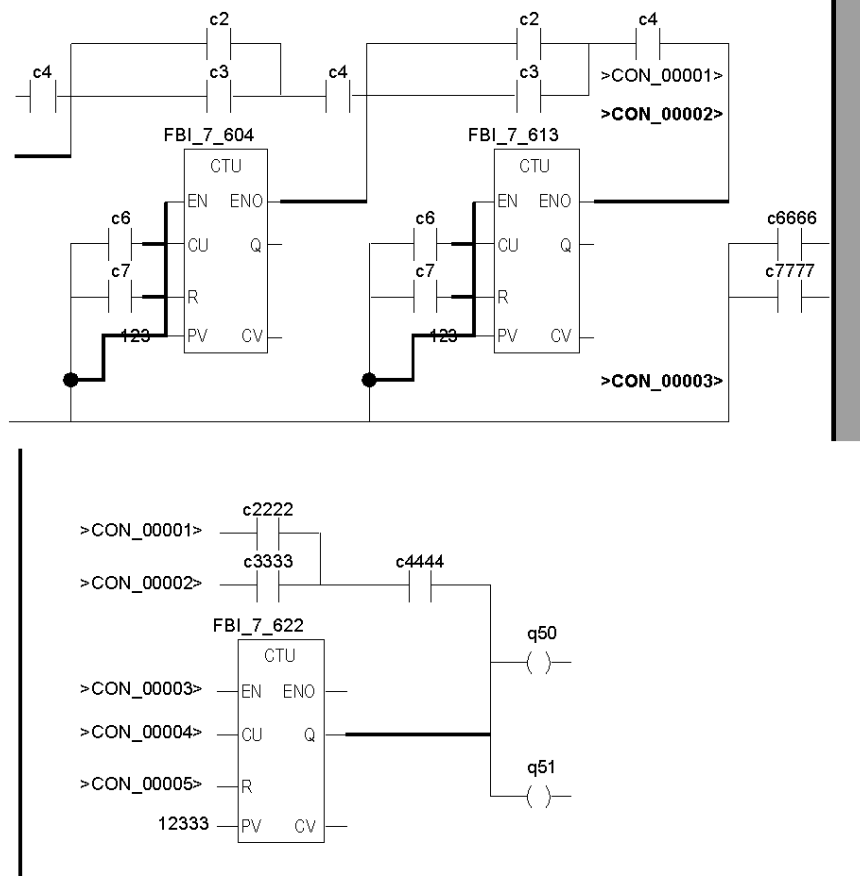 c2 c2 c4
c4 c3 c4 c3 >CON_00001>
>CON_00002>
FBI_7_604 FBI_7_613
CTU CTU
EN ENO EN ENO
c6 c6 c6666
CU Q CU Q
c7 c7 c7777
R R
123 PV CV 123 PV CV
>CON_00003>
c2222
>CON_00001>
c3333 c4444
>CON_00002>
FBI_7_622
CTU q50
>CON_00003> EN ENO
>CON_00004> CU Q
q51
>CON_00005> R
12333 PV CV